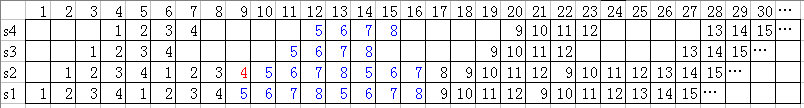 1 2 3 4 5 6 7 8 9 10 11 12 13 14 15 16 17 18 19 20 21 22 23 24 25 26 27 28 29 30 …
s4 1 2 3 4 5 6 7 8 9 10 11 12 13 14 15 …
s3 1 2 3 4 5 6 7 8 9 10 11 12 13 14 15 …
s2 1 2 3 4 1 2 3 4 5 6 7 8 5 6 7 8 9 10 11 12 9 10 11 12 13 14 15 …
s1 1 2 3 4 1 2 3 4 5 6 7 8 5 6 7 8 9 10 11 12 9 10 11 12 13 14 15 …